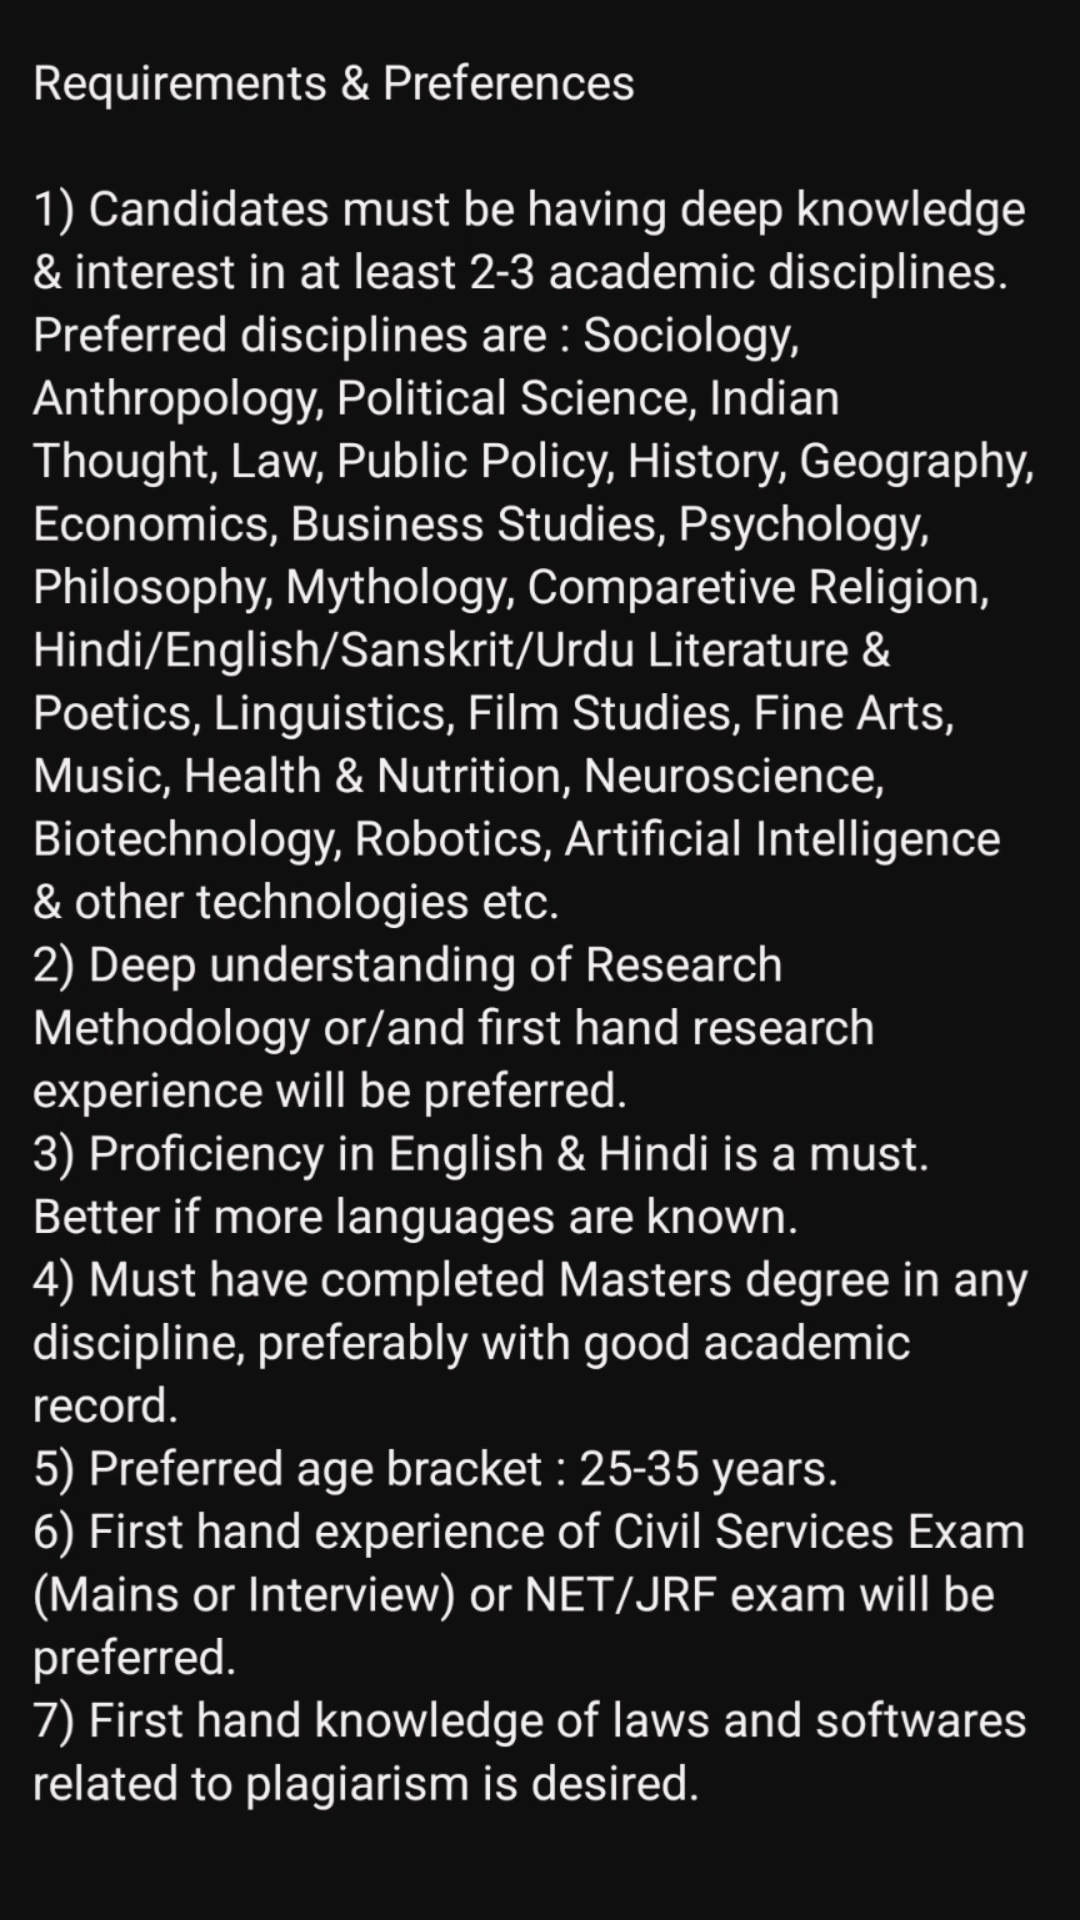 Requirements & Preferences
1) Candidates must be having deep knowledge
& interest in at least 2-3 academic disciplines.
Preferred disciplines are : Sociology,
Anthropology, Political Science, Indian
Thought, Law, Public Policy, History, Geography,
Economics, Business Studies, Psychology,
Philosophy, Mythology, Comparetive Religion,
Hindi/English/Sanskrit/Urdu Literature &
Poetics, Linguistics, Film Studies, Fine Arts,
Music, Health & Nutrition, Neuroscience,
Biotechnology, Robotics, Artificial Intelligence
& other technologies etc.
2) Deep understanding of Research
Methodology or/and first hand research
experience will be preferred.
3) Proficiency in English & Hindi is a must.
Better if more languages are known.
4) Must have completed Masters degree in any
discipline, preferably with good academic
record.
5) Preferred age bracket : 25-35 years.
6) First hand experience of Civil Services Exam
(Mains or Interview) or NET/JRF exam will be
preferred.
7) First hand knowledge of laws and softwares
related to plagiarism is desired.